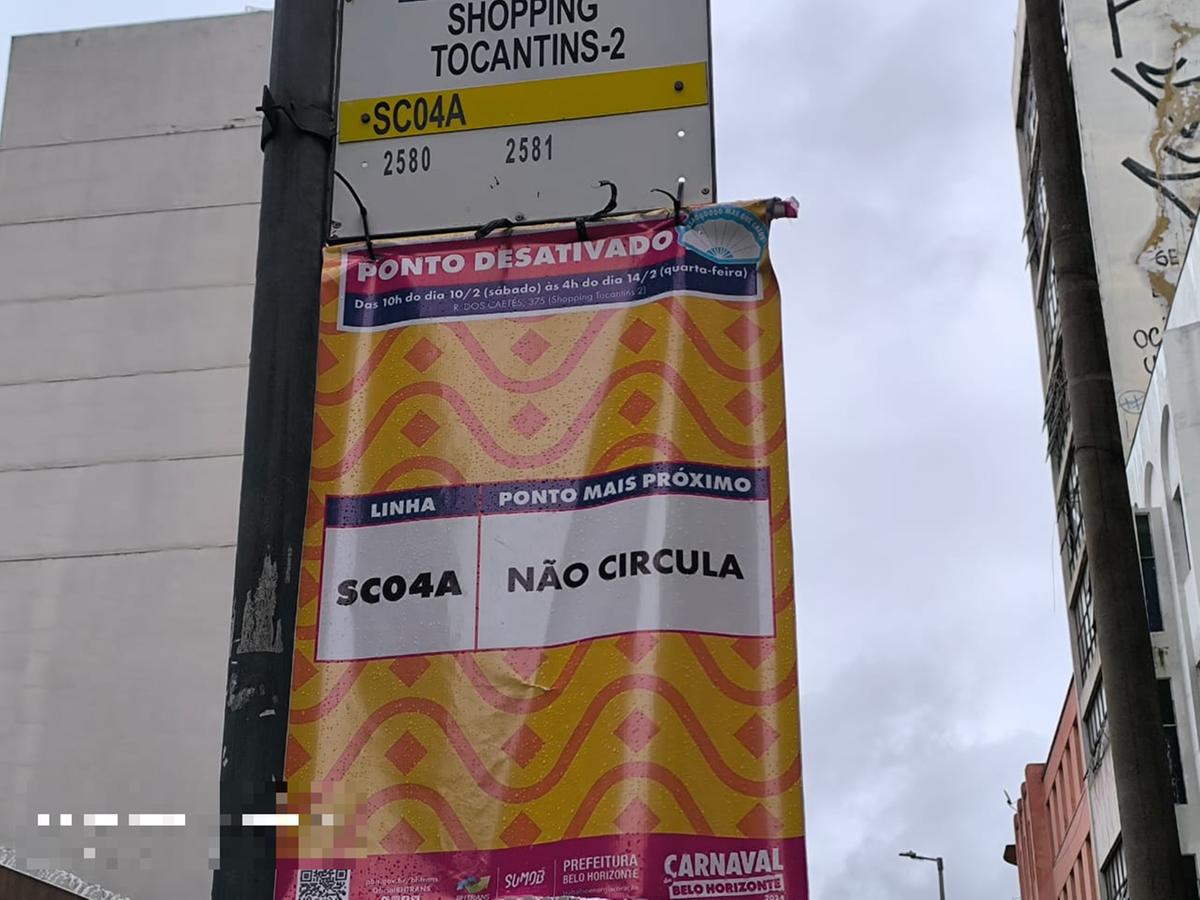 SHOPPING
TOCANTINS-2
SC04A
2580 2581
PONTO DESATIVADO
Das 10h do dia 10/2 (sábado) às 4h do dia 14/2 (quarta-feira)
R. DOS CAETÉS, 375 (Shopping Tocantins 2)
LINHA PONTO MAIS PRÓXIMO
SC04A NÃO CIRCULA
BHTRANS SUMOB PREFEITURA
BELO HORIZONTE
CARNAVAL
BELO HORIZONTE
2024